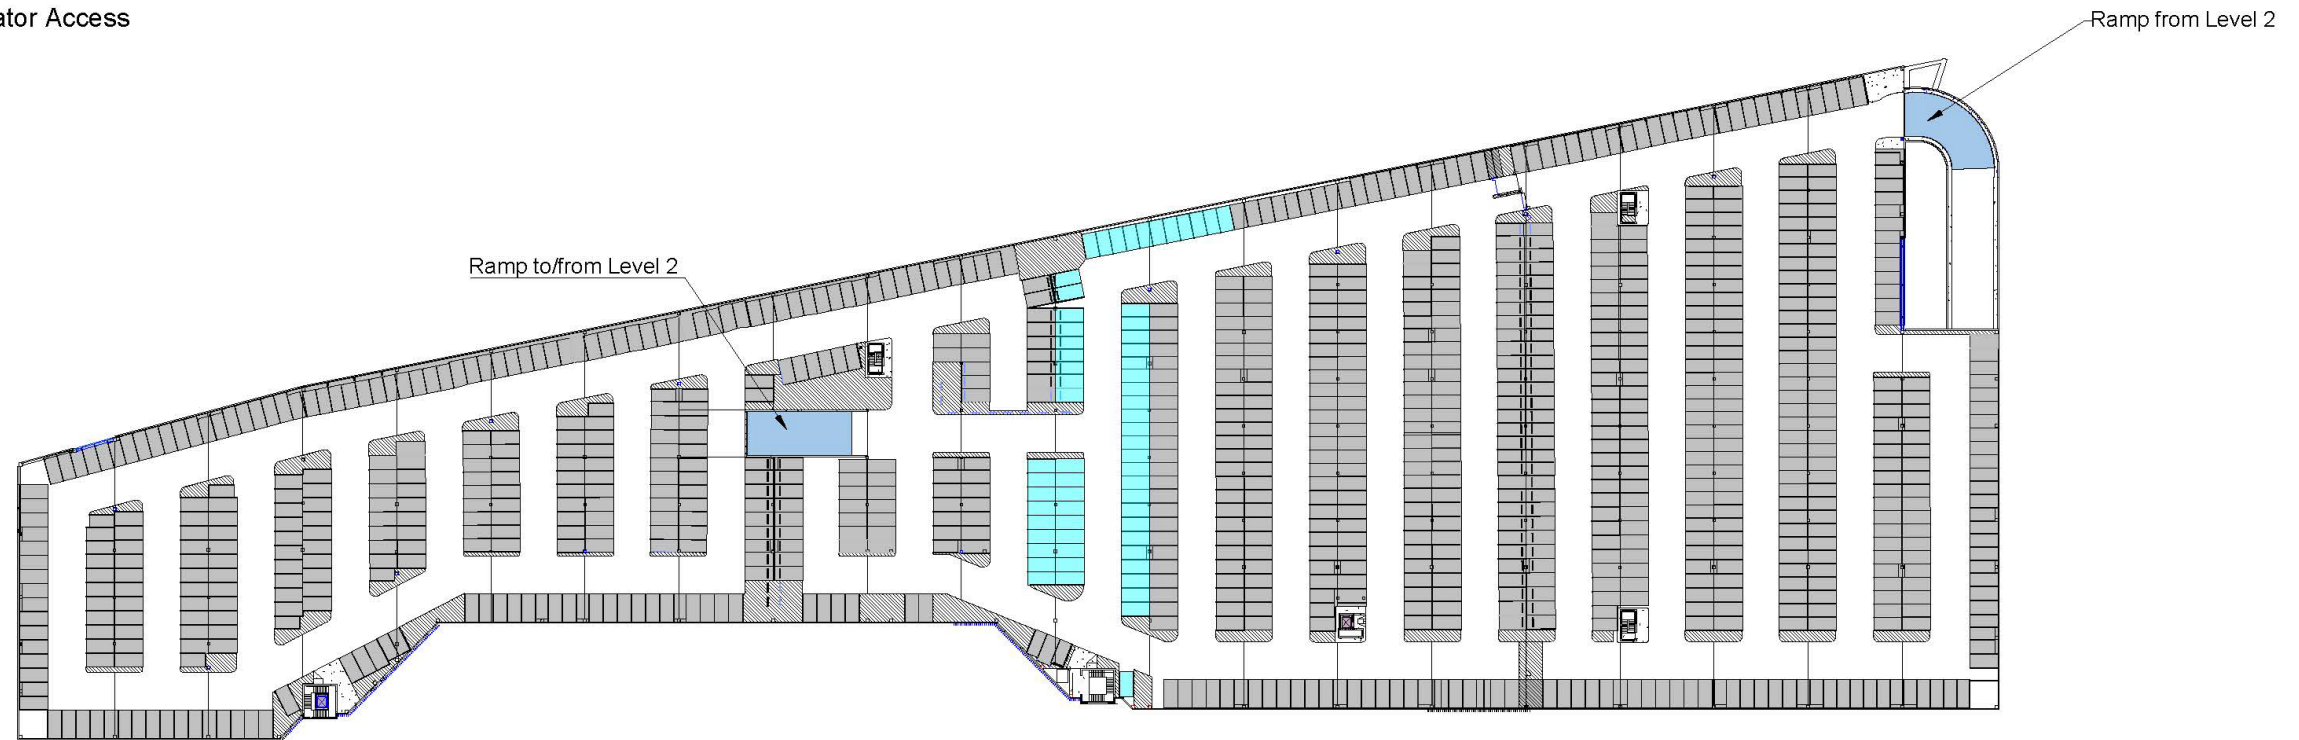 ator Access
Ramp from Level 2
Ramp to/from Level 2